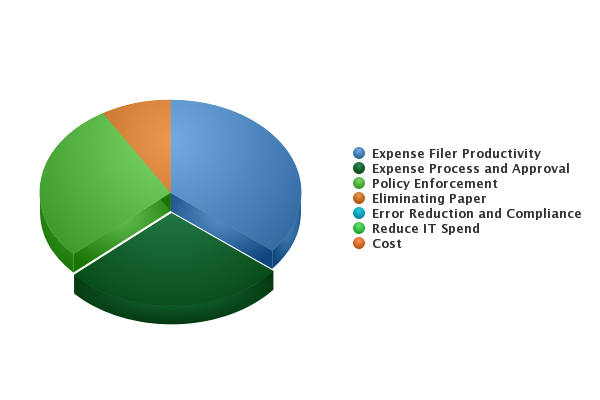 Expense Filer Productivity
Expense Process and Approval
Policy Enforcement
Eliminating Paper
Error Reduction and Compliance
Reduce IT Spend
Cost